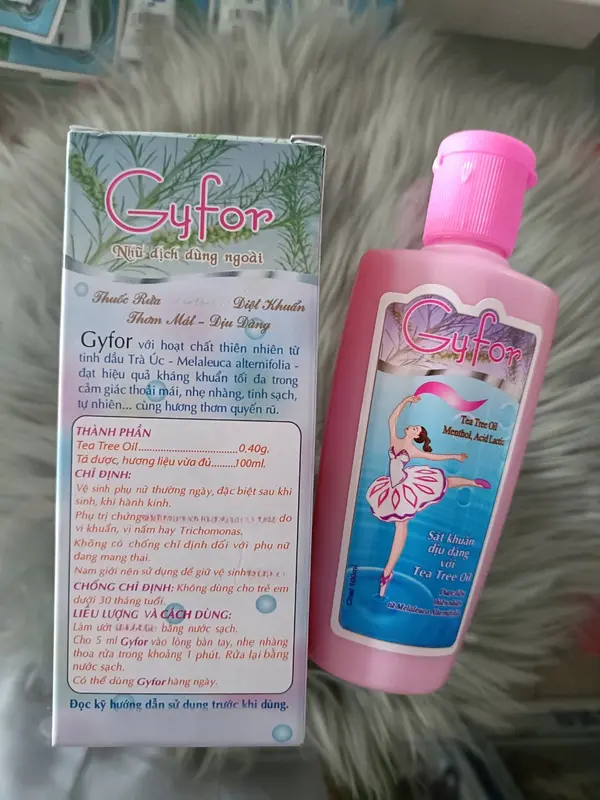 Gyfor
Nhũ dịch dùng ngoài
Thuốc Rửa - Diệt Khuẩn
Thơm Mát - Dịu Dàng
Gyfor với hoạt chất thiên nhiên từ
tinh dầu Trà Úc - Melaleuca alternifolia -
đạt hiệu quả kháng khuẩn tối đa trong
cảm giác thoải mái, nhẹ nhàng, tinh sạch,
tự nhiên... cùng hương thơm quyến rũ.
THÀNH PHẦN
Tea Tree Oil..............................0,40g.
Tá dược, hương liệu vừa đủ.......100ml.
CHỈ ĐỊNH:
Vệ sinh phụ nữ thường ngày, đặc biệt sau khi
sinh, khi hành kinh.
Phụ trị chứng do
vi khuẩn, vi nấm hay Trichomonas.
Không có chống chỉ định đối với phụ nữ
đang mang thai.
Nam giới nên sử dụng để giữ vệ sinh
CHỐNG CHỈ ĐỊNH: Không dùng cho trẻ em
dưới 30 tháng tuổi.
LIỀU LƯỢNG VÀ CÁCH DÙNG:
Làm ướt bằng nước sạch.
Cho 5 ml Gyfor vào lòng bàn tay, nhẹ nhàng
thoa rửa trong khoảng 1 phút. Rửa lại bằng
nước sạch.
Có thể dùng Gyfor hàng ngày.
Đọc kỹ hướng dẫn sử dụng trước khi dùng.
Gyfor
Tea Tree Oil
Menthol, Acid Lactic
Sát khuẩn
dịu dàng
với
Tea Tree Oil
Chai 100ml